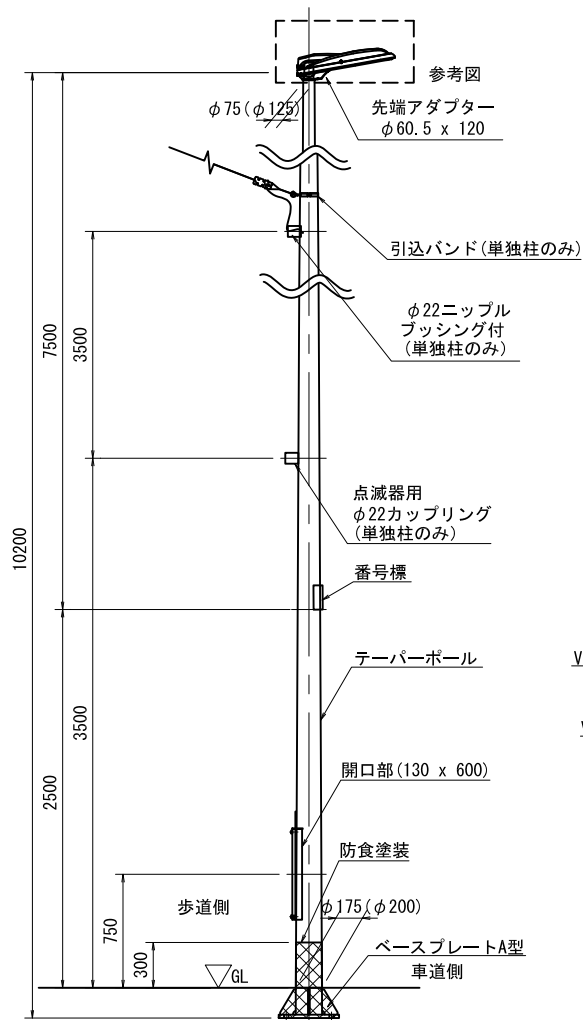 参考図
φ75(φ125)
先端アダプター
φ60.5 x 120
引込バンド(単独柱のみ)
φ22ニップル
ブッシング付
(単独柱のみ)
7500
3500
点滅器用
φ22カップリング
(単独柱のみ)
10200
番号標
テーパーポール
V
3500
2500
V
開口部(130 x 600)
防食塗装
φ175(φ200)
歩道側
750
300
GL
ベースプレートA型
車道側